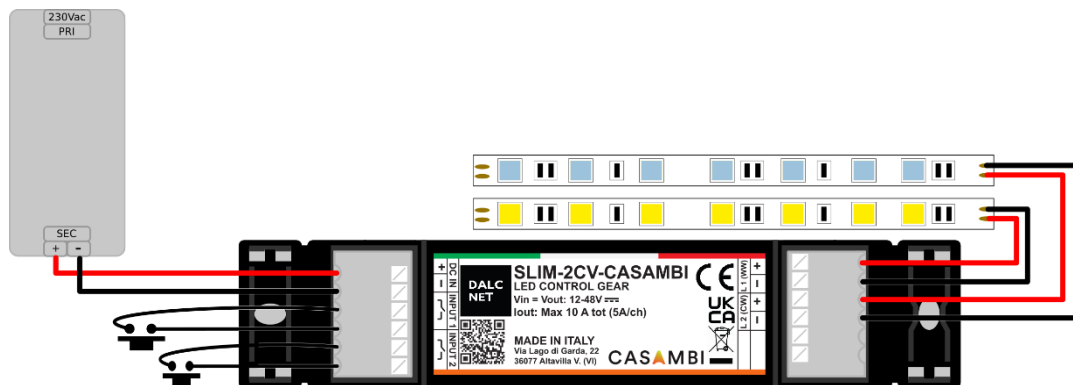 230Vac
PRI
SEC
+ -
+
-
DC IN
INPUT 1
INPUT 2
DALC
NET
SLIM-2CV-CASAMBI
LED CONTROL GEAR
Vin = Vout: 12-48V
Iout: Max 10 A tot (5A/ch)
MADE IN ITALY
Via Lago di Garda, 22
36077 Altavilla V. (VI)
CASAMBI
CE
UK
CA
+
-
L 1 (WW)
+
-
L 2 (CW)